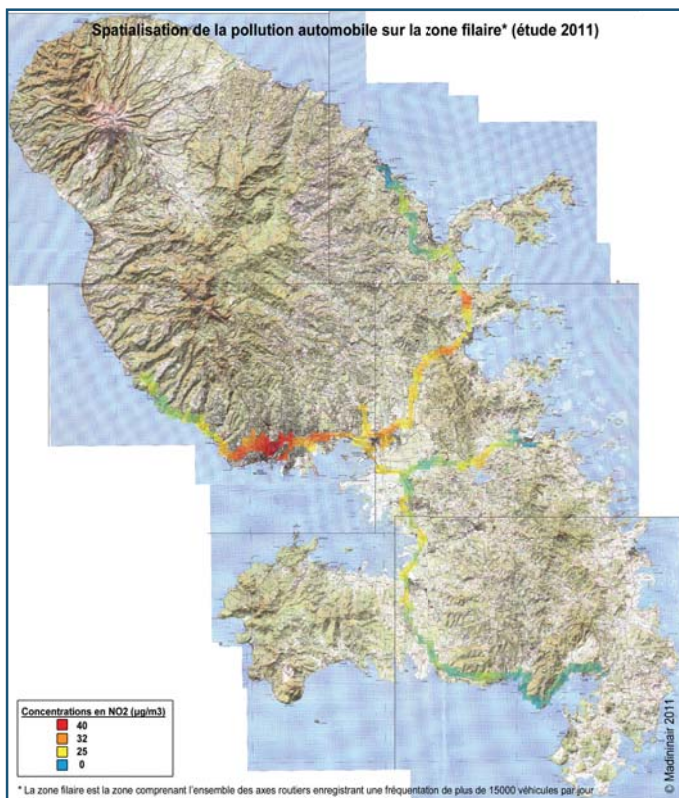 Spatialisation de la pollution automobile sur la zone filaire* (étude 2011)
Concentrations en NO2 (µg/m3)
40
32
25
0
* La zone filaire est la zone comprenant l'ensemble des axes routiers enregistrant une fréquentation de plus de 15000 véhicules par jour
© Madininair 2011